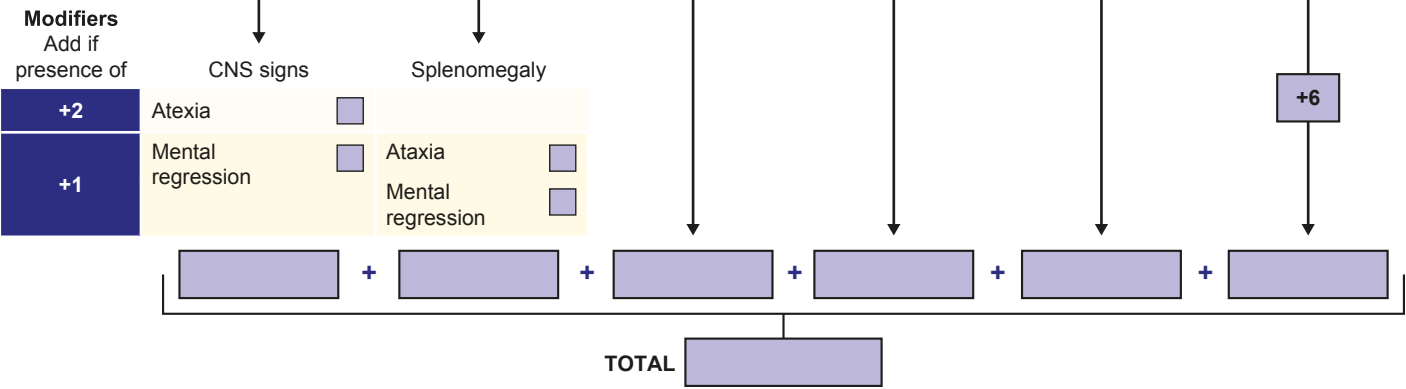 Modifiers
Add if
presence of
CNS signs
Splenomegaly
+6
+2
Atexia
+1
Mental
regression
Ataxia
Mental
regression
+ + + + +
TOTAL